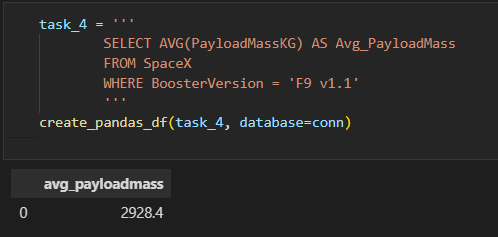 task_4 = '''
SELECT AVG(PayloadMassKG) AS Avg_PayloadMass
FROM SpaceX
WHERE BoosterVersion = 'F9 v1.1'
'''
create_pandas_df(task_4, database=conn)
avg_payloadmass
0 2928.4